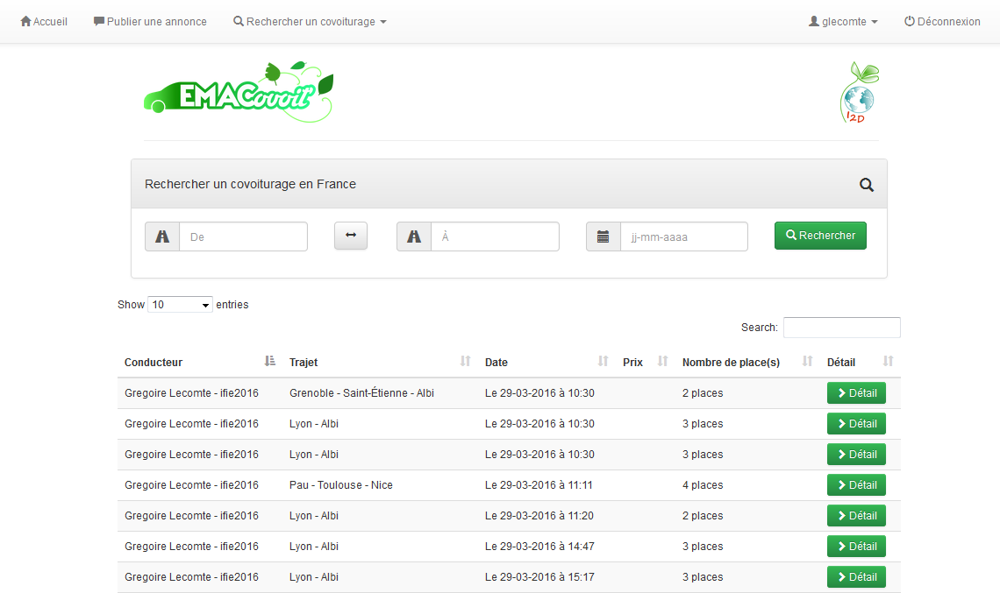 Accueil Publier une annonce Rechercher un covoiturage glecomte Déconnexion
EMACovoit'
I2D
Rechercher un covoiturage en France
De À jj-mm-aaaa Rechercher
Show 10 entries
Search:
Conducteur Trajet Date Prix Nombre de place(s) Détail
Gregoire Lecomte - ifie2016 Grenoble - Saint-Étienne - Albi Le 29-03-2016 à 10:30 2 places Détail
Gregoire Lecomte - ifie2016 Lyon - Albi Le 29-03-2016 à 10:30 3 places Détail
Gregoire Lecomte - ifie2016 Lyon - Albi Le 29-03-2016 à 10:30 3 places Détail
Gregoire Lecomte - ifie2016 Pau - Toulouse - Nice Le 29-03-2016 à 11:11 4 places Détail
Gregoire Lecomte - ifie2016 Lyon - Albi Le 29-03-2016 à 11:20 2 places Détail
Gregoire Lecomte - ifie2016 Lyon - Albi Le 29-03-2016 à 14:47 3 places Détail
Gregoire Lecomte - ifie2016 Lyon - Albi Le 29-03-2016 à 15:17 3 places Détail